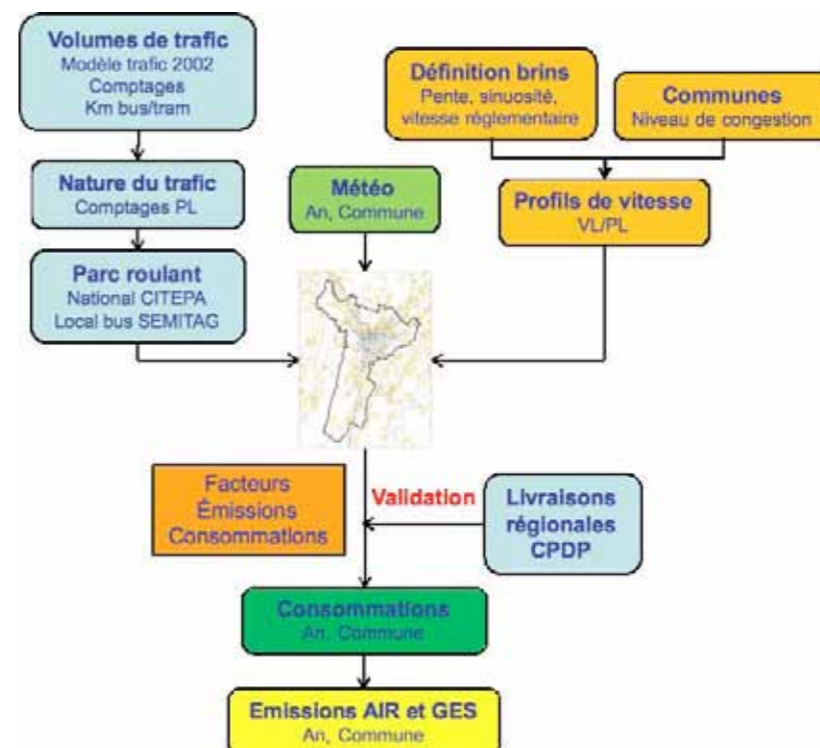 Volumes de trafic
Modèle trafic 2002
Comptages
Km bus/tram
Nature du trafic
Comptages PL
Parc roulant
National CITEPA
Local bus SEMITAG
Météo
An, Commune
Définition brins
Pente, sinuosité,
vitesse réglementaire
Communes
Niveau de congestion
Profils de vitesse
VL/PL
Facteurs
Émissions
Consommations
Validation
Livraisons
régionales
CPDP
Consommations
An, Commune
Emissions AIR et GES
An, Commune